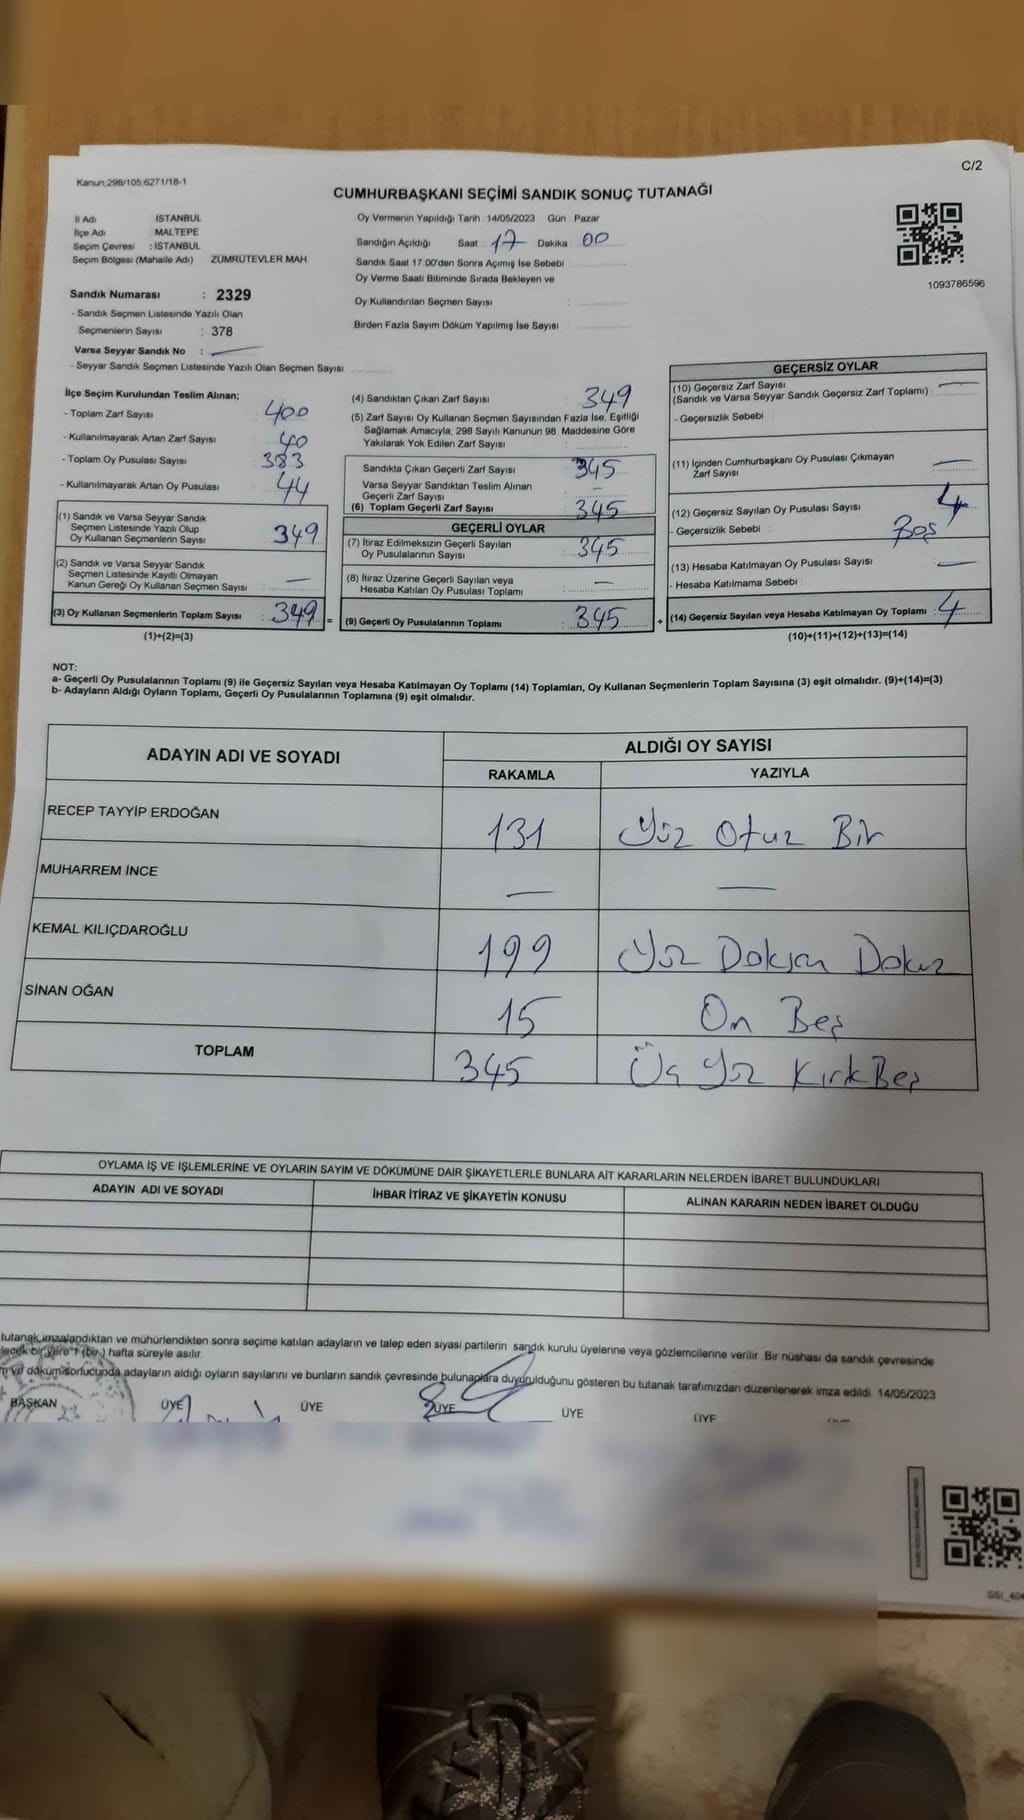 C/2
Kanun;298/105,6271/18-1
CUMHURBAŞKANI SEÇİMİ SANDIK SONUÇ TUTANAĞI
İl Adı İSTANBUL
İlçe Adı MALTEPE
Seçim Çevresi : İSTANBUL
Seçim Bölgesi (Mahalle Adı) ZÜMRÜTEVLER MAH.
Oy Vermenin Yapıldığı Tarih : 14/05/2023 Gün : Pazar
Sandığın Açıldığı Saat : 17 Dakika : 00
Sandık Saat 17.00'den Sonra Açımış İse Sebebi :
Oy Verme Saati Bitiminde Sırada Bekleyen ve
Oy Kullandırılan Seçmen Sayısı :
Birden Fazla Sayım Döküm Yapılmış İse Sayısı :
1093786596
Sandık Numarası : 2329
- Sandık Seçmen Listesinde Yazılı Olan
Seçmenlerin Sayısı : 378
Varsa Seyyar Sandık No : —
- Seyyar Sandık Seçmen Listesinde Yazılı Olan Seçmen Sayısı
İlçe Seçim Kurulundan Teslim Alınan;
- Toplam Zarf Sayısı 400
- Kullanılmayarak Artan Zarf Sayısı : 40
- Toplam Oy Pusulası Sayısı 383
- Kullanılmayarak Artan Oy Pusulası : 44
(1) Sandık ve Varsa Seyyar Sandık
Seçmen Listesinde Yazılı Olup
Oy Kullanan Seçmenlerin Sayısı : 349
(2) Sandık ve Varsa Seyyar Sandık
Seçmen Listesinde Kayıtlı Olmayan
Kanun Gereği Oy Kullanan Seçmen Sayısı : —
(3) Oy Kullanan Seçmenlerin Toplam Sayısı : 349 =
(1)+(2)=(3)
(4) Sandıktan Çıkan Zarf Sayısı : 349
(5) Zarf Sayısı Oy Kullanan Seçmen Sayısından Fazla İse, Eşitliği
Sağlamak Amacıyla, 298 Sayılı Kanunun 98. Maddesine Göre
Yakılarak Yok Edilen Zarf Sayısı :
Sandıkta Çıkan Geçerli Zarf Sayısı : 345
Varsa Seyyar Sandıktan Teslim Alınan
Geçerli Zarf Sayısı : —
(6) Toplam Geçerli Zarf Sayısı : 345
GEÇERLİ OYLAR
(7) İtiraz Edilmeksizin Geçerli Sayılan
Oy Pusulalarının Sayısı : 345
(8) İtiraz Üzerine Geçerli Sayılan veya
Hesaba Katılan Oy Pusulası Toplamı : —
(9) Geçerli Oy Pusulalarının Toplamı : 345 +
GEÇERSİZ OYLAR
(10) Geçersiz Zarf Sayısı
(Sandık ve Varsa Seyyar Sandık Geçersiz Zarf Toplamı) : —
- Geçersizlik Sebebi :
(11) İçinden Cumhurbaşkanı Oy Pusulası Çıkmayan
Zarf Sayısı : —
(12) Geçersiz Sayılan Oy Pusulası Sayısı : 4
- Geçersizlik Sebebi : Boş
(13) Hesaba Katılmayan Oy Pusulası Sayısı : —
- Hesaba Katılmama Sebebi :
(14) Geçersiz Sayılan veya Hesaba Katılmayan Oy Toplamı : 4
(10)+(11)+(12)+(13)=(14)
NOT:
a- Geçerli Oy Pusulalarının Toplamı (9) ile Geçersiz Sayılan veya Hesaba Katılmayan Oy Toplamı (14) Toplamları, Oy Kullanan Seçmenlerin Toplam Sayısına (3) eşit olmalıdır. (9)+(14)=(3)
b- Adayların Aldığı Oyların Toplamı, Geçerli Oy Pusulalarının Toplamına (9) eşit olmalıdır.
ADAYIN ADI VE SOYADI ALDIĞI OY SAYISI
RAKAMLA YAZIYLA
RECEP TAYYİP ERDOĞAN 131 Yüz Otuz Bir
MUHARREM İNCE — —
KEMAL KILIÇDAROĞLU 199 Yüz Doksan Dokuz
SİNAN OĞAN 15 On Beş
TOPLAM 345 Üç Yüz Kırk Beş
OYLAMA İŞ VE İŞLEMLERİNE VE OYLARIN SAYIM VE DÖKÜMÜNE DAİR ŞİKAYETLERLE BUNLARA AİT KARARLARIN NELERDEN İBARET BULUNDUKLARI
ADAYIN ADI VE SOYADI İHBAR İTİRAZ VE ŞİKAYETİN KONUSU ALINAN KARARIN NEDEN İBARET OLDUĞU
tutanak imzalandıktan ve mühürlendikten sonra seçime katılan adayların ve talep eden siyasi partilerin sandık kurulu üyelerine veya gözlemcilerine verilir. Bir nüshası da sandık çevresinde
lecek bir yere 1 (bir) hafta süreyle asılır.
m ve döküm sonucunda adayların aldığı oyların sayılarını ve bunların sandık çevresinde bulunanlara duyurulduğunu gösteren bu tutanak tarafımızdan düzenlenerek imza edildi. 14/05/2023
BAŞKAN ÜYE ÜYE ÜYE ÜYE ÜYE